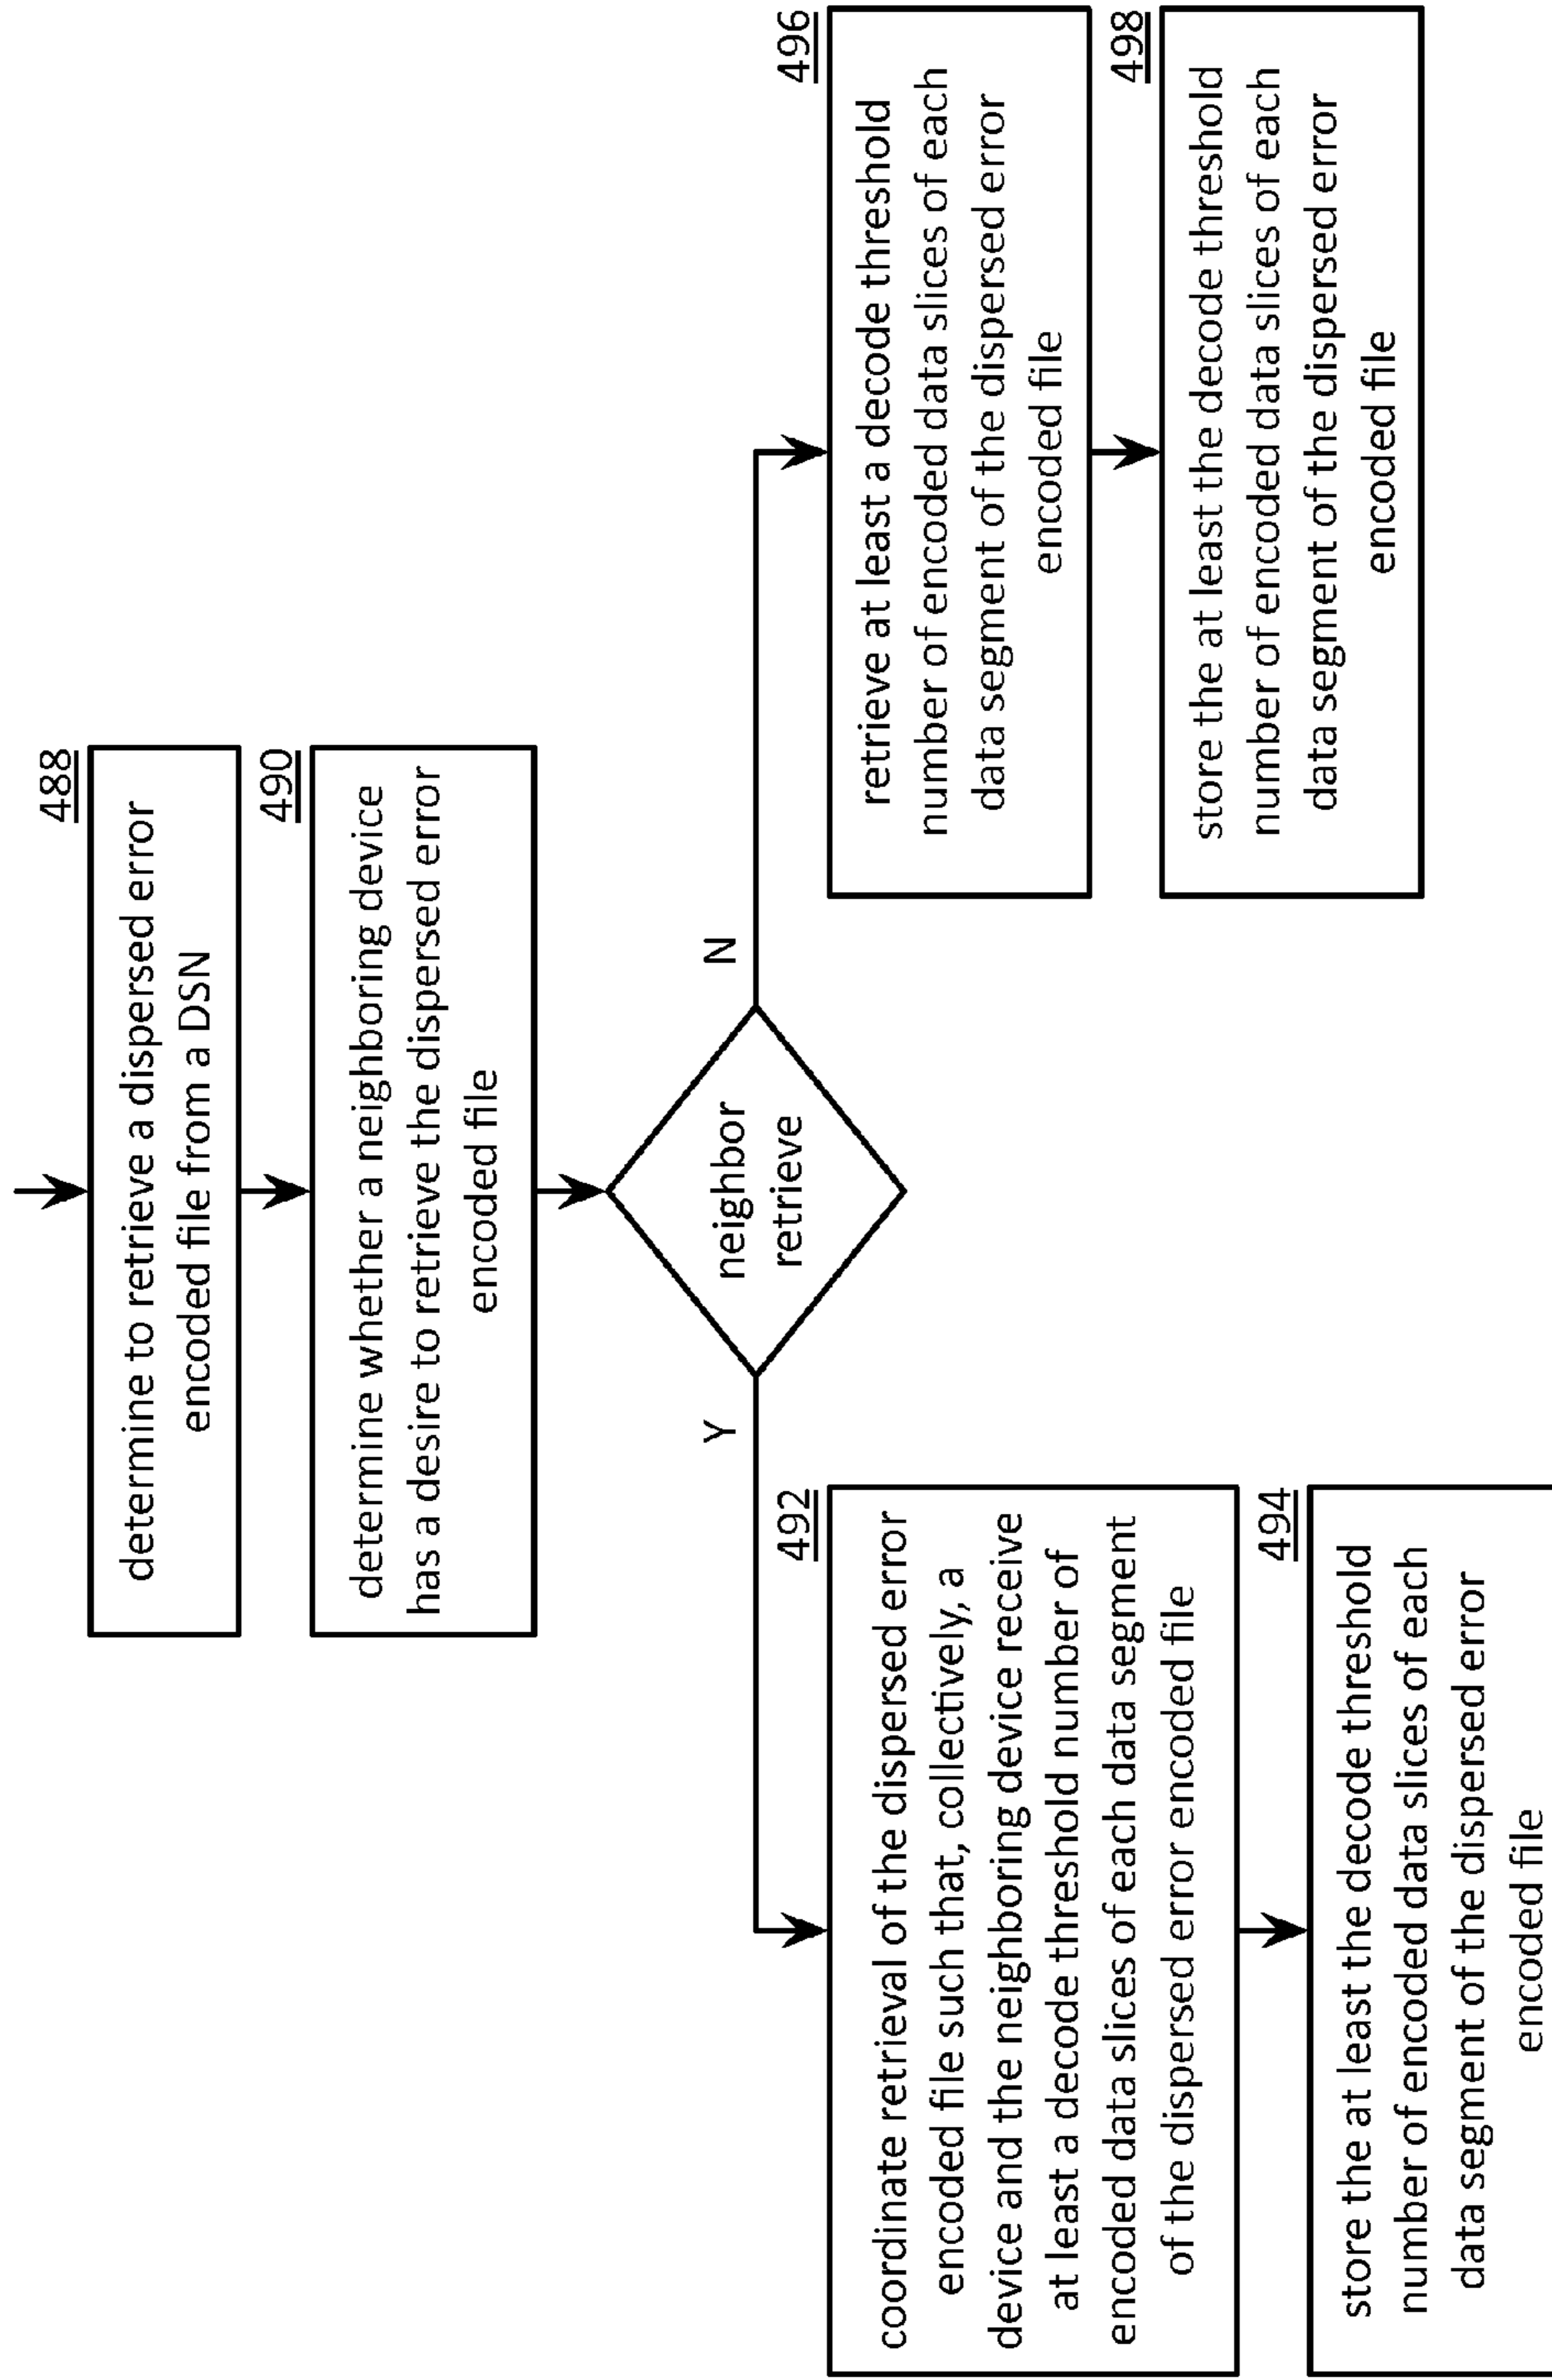 488
determine to retrieve a dispersed error
encoded file from a DSN
490
determine whether a neighboring device
has a desire to retrieve the dispersed error
encoded file
neighbor
retrieve
Y
N
492
coordinate retrieval of the dispersed error
encoded file such that, collectively, a
device and the neighboring device receive
at least a decode threshold number of
encoded data slices of each data segment
of the dispersed error encoded file
494
store the at least the decode threshold
number of encoded data slices of each
data segment of the dispersed error
encoded file
496
retrieve at least a decode threshold
number of encoded data slices of each
data segment of the dispersed error
encoded file
498
store the at least the decode threshold
number of encoded data slices of each
data segment of the dispersed error
encoded file